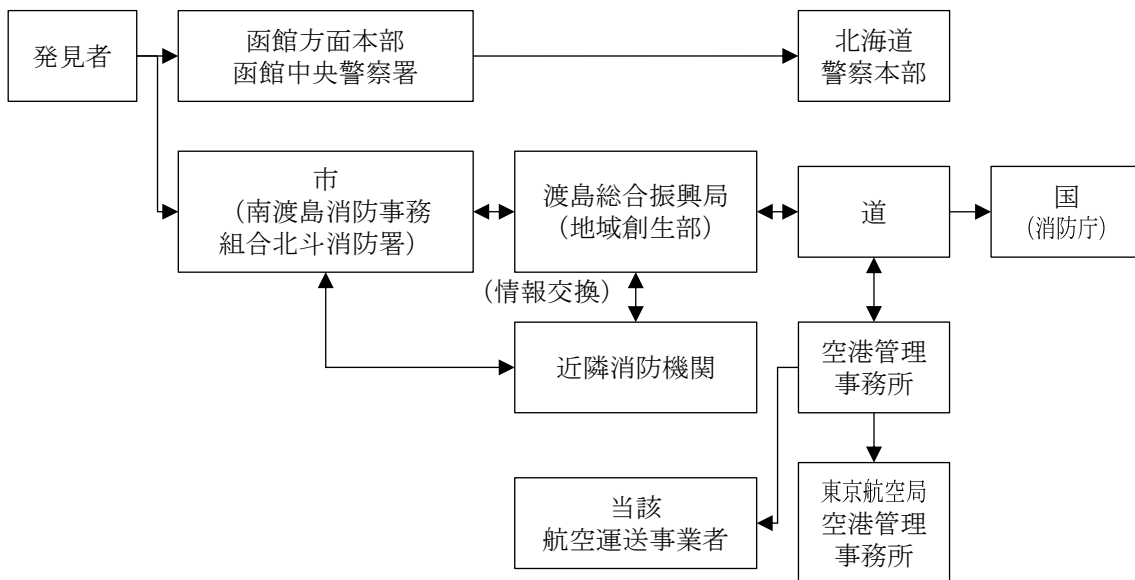 発見者
函館方面本部
函館中央警察署
北海道
警察本部
市
（南渡島消防事務
組合北斗消防署）
渡島総合振興局
（地域創生部）
道
国
（消防庁）
（情報交換）
近隣消防機関
空港管理
事務所
当該
航空運送事業者
東京航空局
空港管理
事務所